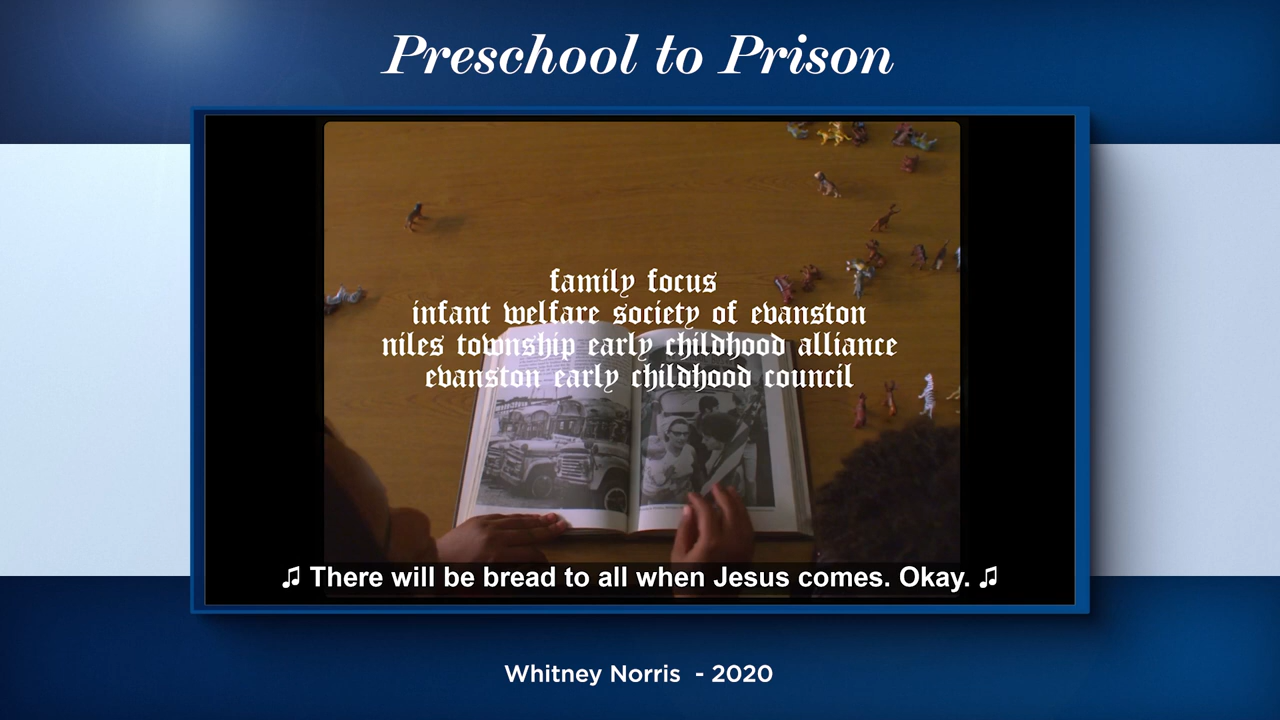 Preschool to Prison
family focus
infant welfare society of evanston
niles township early childhood alliance
evanston early childhood council
♫ There will be bread to all when Jesus comes. Okay. ♫
Whitney Norris - 2020